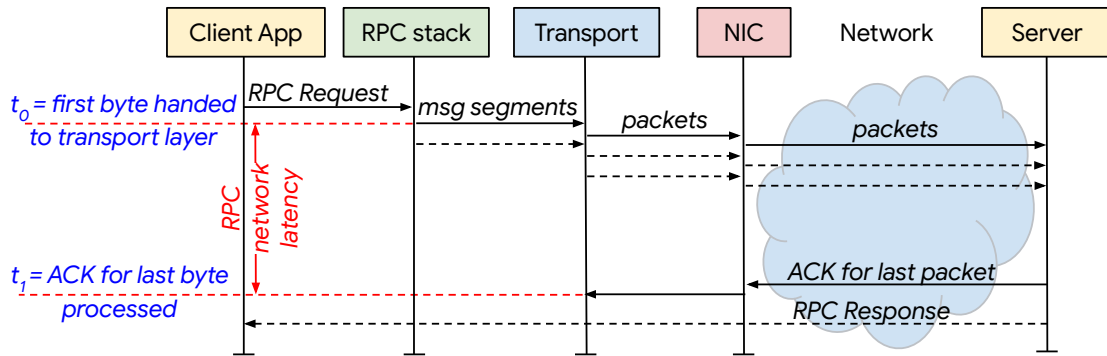 Client App
RPC stack
Transport
NIC
Network
Server
t0 = first byte handed
to transport layer
RPC Request
msg segments
packets
packets
RPC
network
latency
t1 = ACK for last byte
processed
ACK for last packet
RPC Response